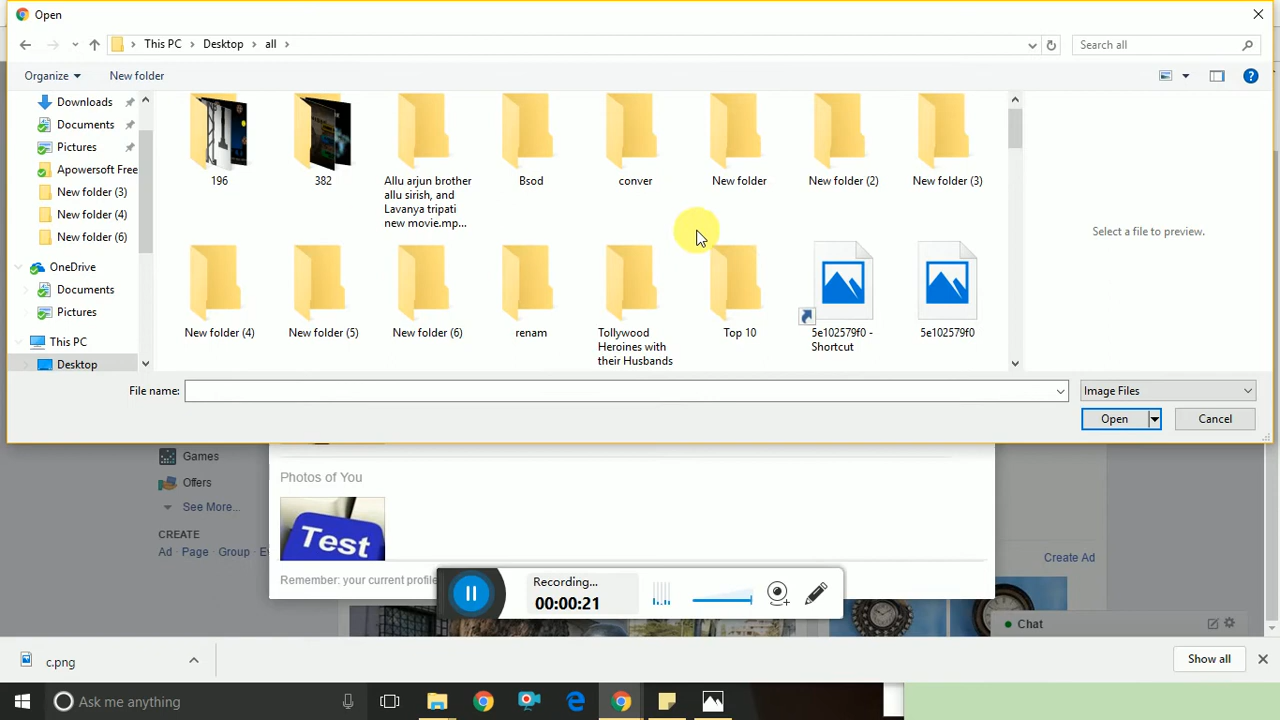 Open
This PC
Desktop
all
Search all
Organize
New folder
Downloads
Documents
Pictures
Apowersoft Free
New folder (3)
New folder (4)
New folder (6)
OneDrive
Documents
Pictures
This PC
Desktop
196
382
Allu arjun brother
allu sirish, and
Lavanya tripati
new movie.mp...
Bsod
conver
New folder
New folder (2)
New folder (3)
New folder (4)
New folder (5)
New folder (6)
renam
Tollywood
Heroines with
their Husbands
Top 10
5e102579f0 -
Shortcut
5e102579f0
Select a file to preview.
File name:
Image Files
Open
Cancel
Games
Offers
See More...
CREATE
Ad · Page · Group ·
Photos of You
Test
Remember: your current profile
Recording...
00:00:21
Create Ad
Chat
c.png
Show all
Ask me anything